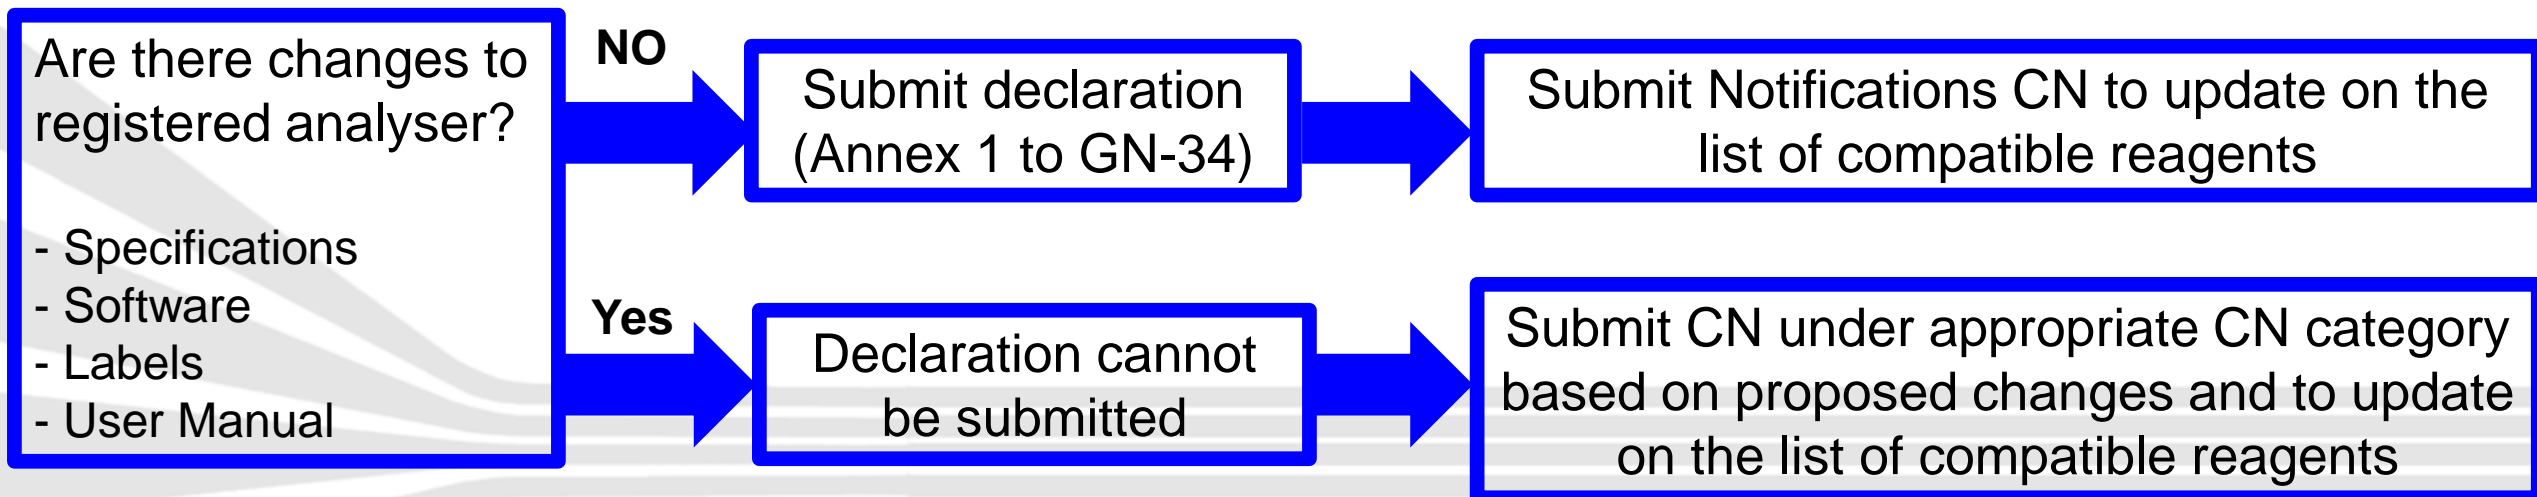 Are there changes to
registered analyser?
- Specifications
- Software
- Labels
- User Manual
NO
Submit declaration
(Annex 1 to GN-34)
Submit Notifications CN to update on the
list of compatible reagents
Yes
Declaration cannot
be submitted
Submit CN under appropriate CN category
based on proposed changes and to update
on the list of compatible reagents